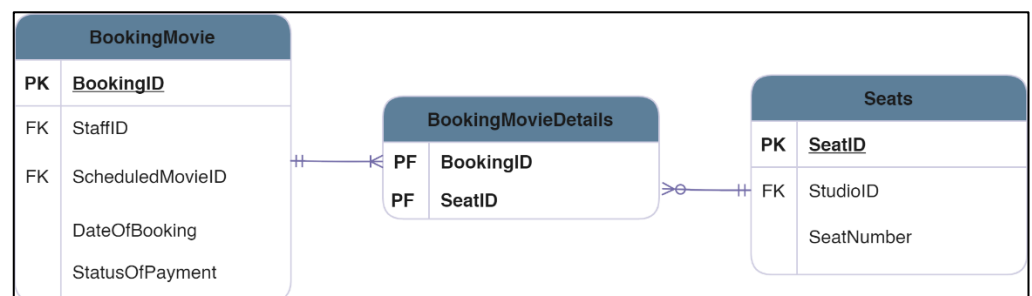 BookingMovie
PK BookingID
FK StaffID
FK ScheduledMovieID
DateOfBooking
StatusOfPayment
BookingMovieDetails
PF BookingID
PF SeatID
Seats
PK SeatID
FK StudioID
SeatNumber